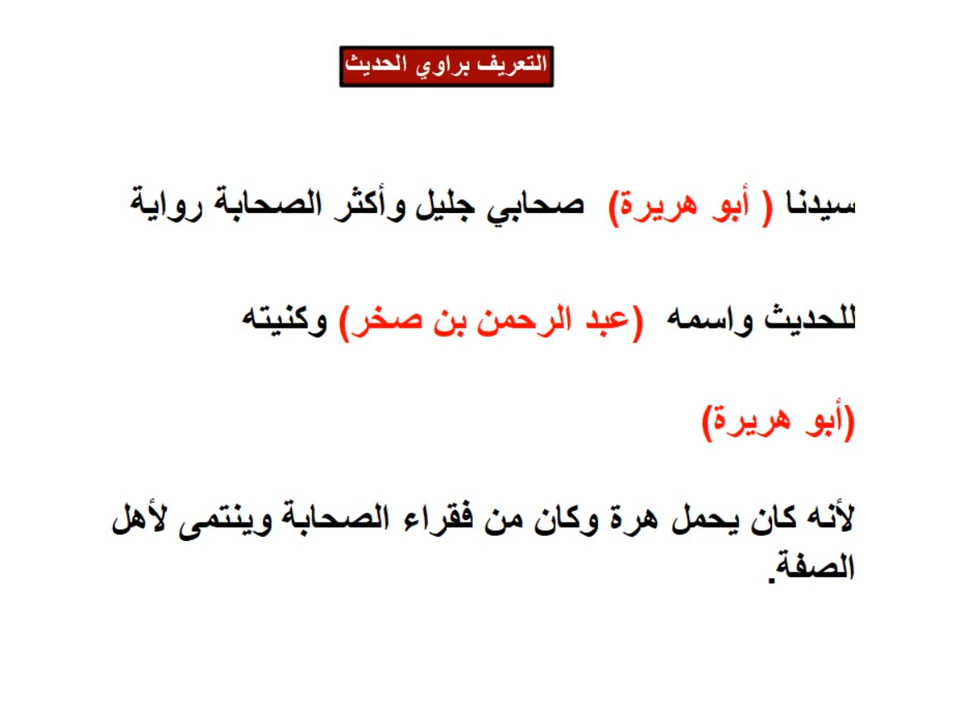 التعريف براوي الحديث
سيدنا ( أبو هريرة) صحابي جليل وأكثر الصحابة رواية
للحديث واسمه (عبد الرحمن بن صخر) وكنيته
(أبو هريرة)
لأنه كان يحمل هرة وكان من فقراء الصحابة وينتمى لأهل
الصفة.